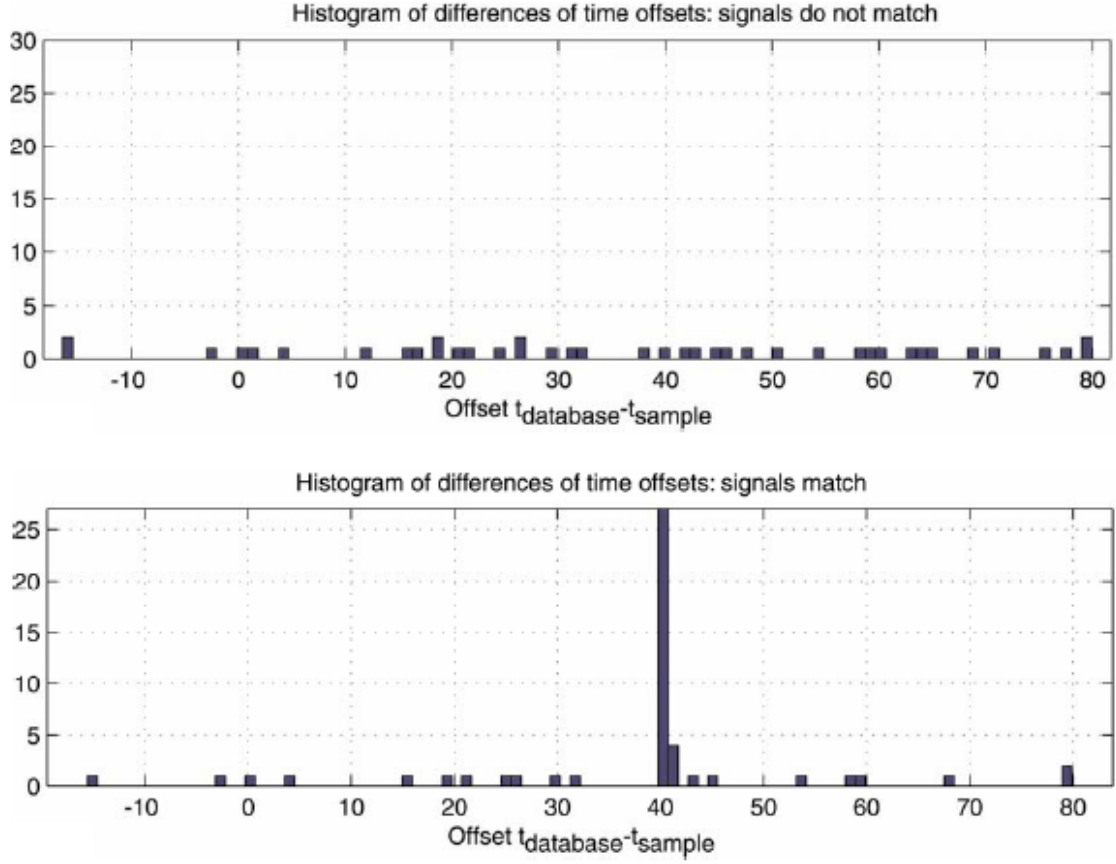 Histogram of differences of time offsets: signals do not match
30
25
20
15
10
5
0
-10 0 10 20 30 40 50 60 70 80
Offset tdatabase-tsample
Histogram of differences of time offsets: signals match
25
20
15
10
5
0
-10 0 10 20 30 40 50 60 70 80
Offset tdatabase-tsample